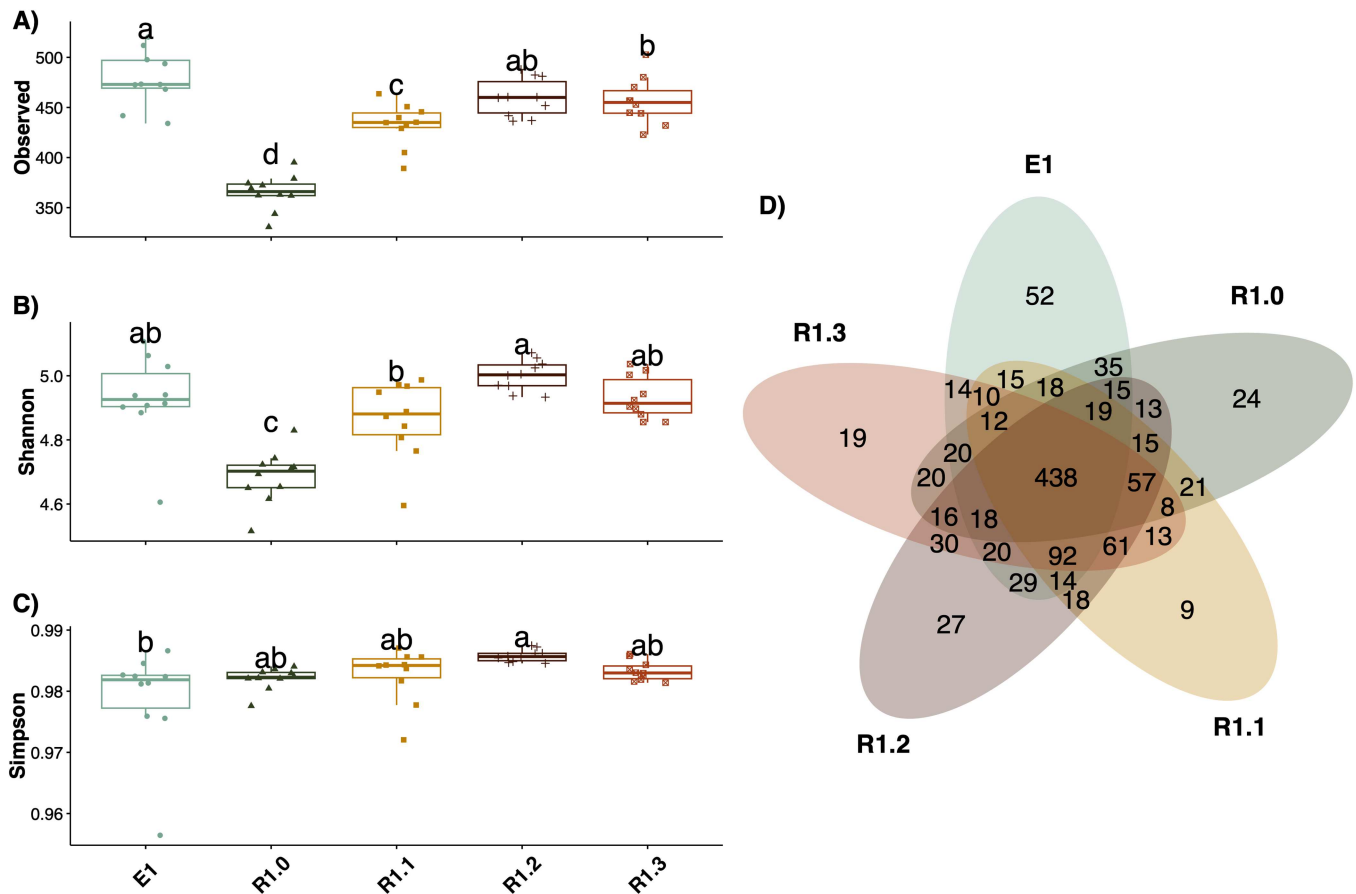 A)
Observed
500
450
400
350
a
d
c
ab
b
B)
Shannon
5.0
4.8
4.6
ab
c
b
a
ab
C)
Simpson
0.99
0.98
0.97
0.96
b
ab
ab
a
ab
E1
R1.0
R1.1
R1.2
R1.3
D)
E1
R1.0
R1.3
R1.2
R1.1
52
35
24
14
10
15
18
15
19
13
12
15
19
20
20
438
57
21
8
16
18
13
30
20
92
61
29
14
18
27
9